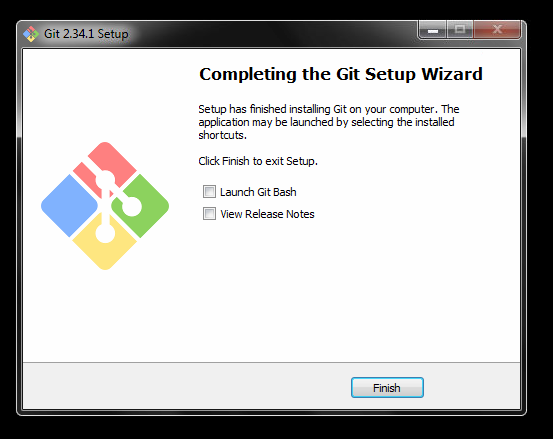 Git 2.34.1 Setup
Completing the Git Setup Wizard
Setup has finished installing Git on your computer. The
application may be launched by selecting the installed
shortcuts.
Click Finish to exit Setup.
Launch Git Bash
View Release Notes
Finish